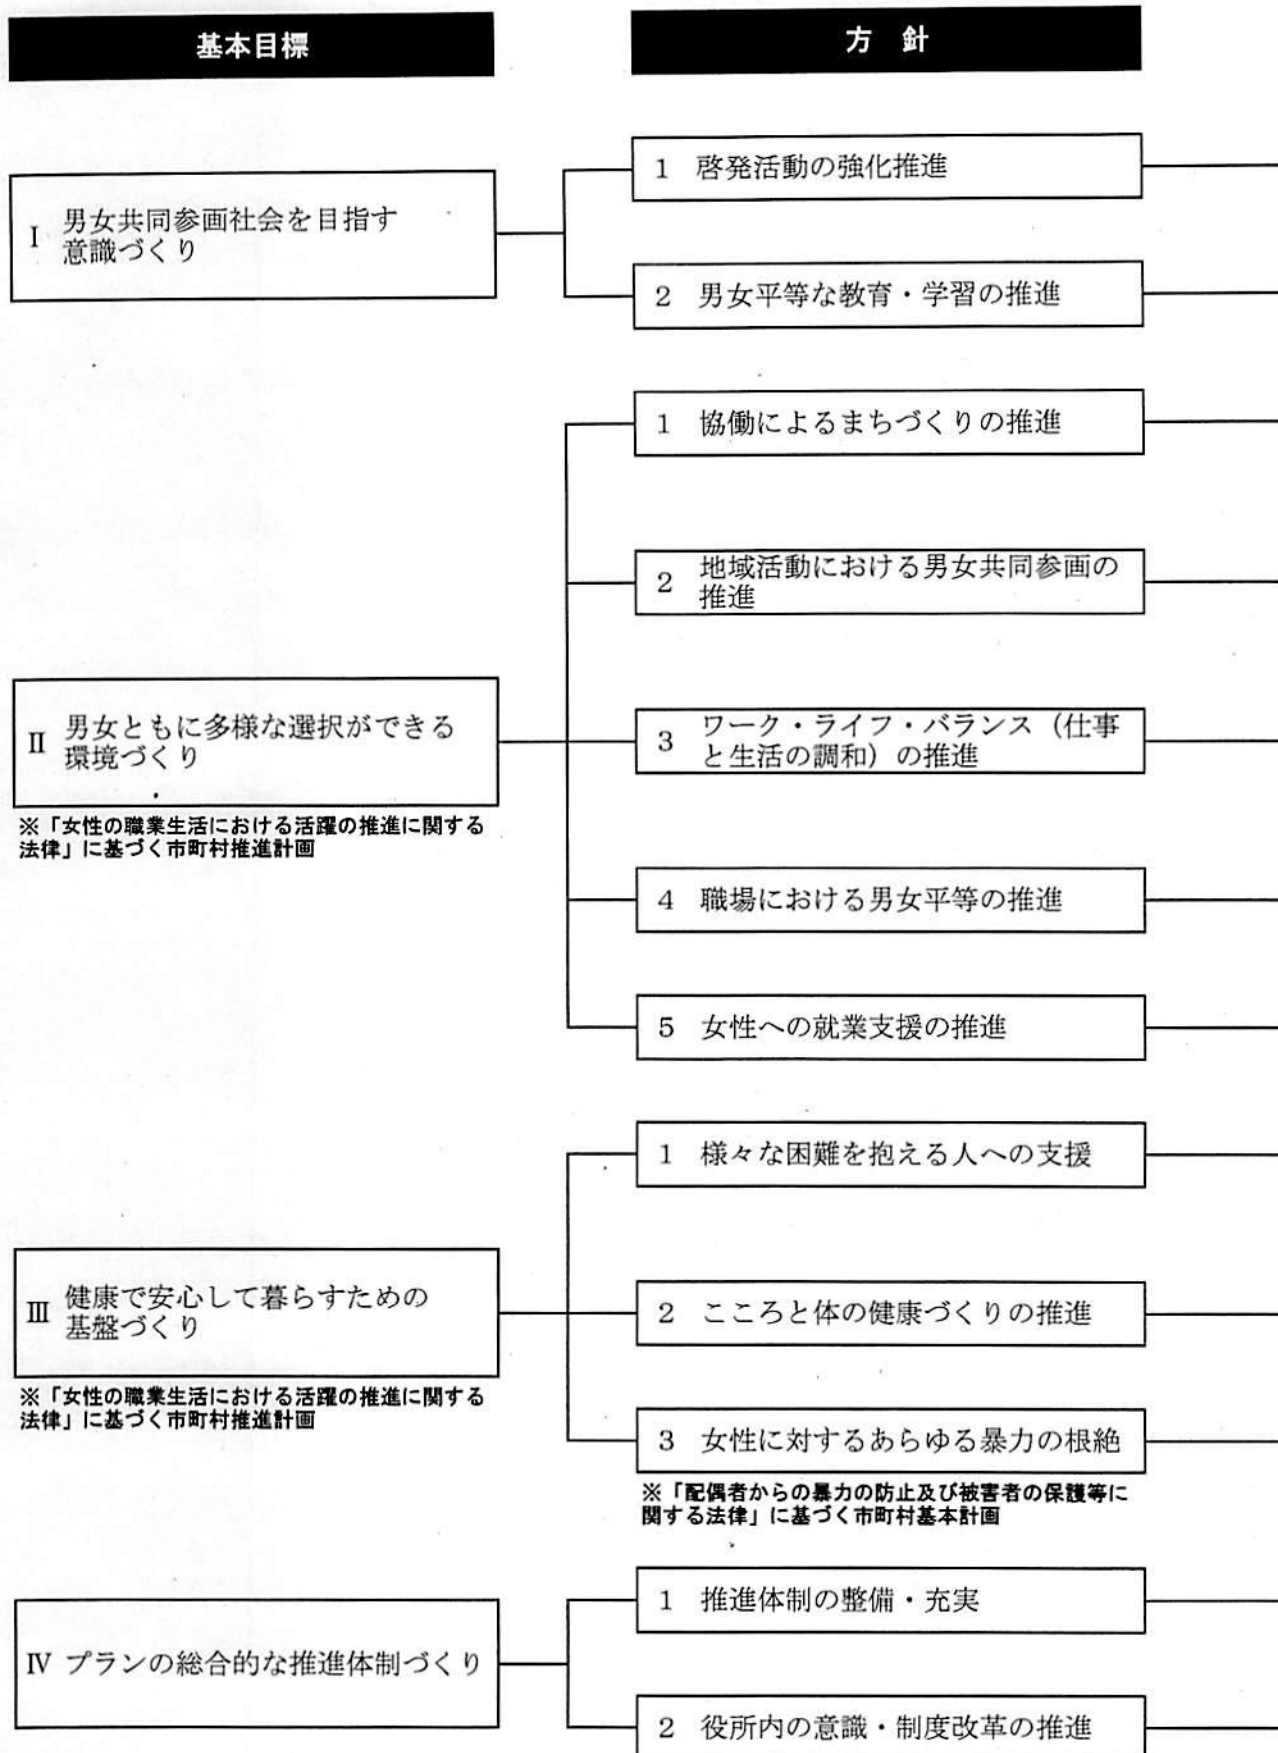 基本目標
方 針
Ⅰ 男女共同参画社会を目指す
意識づくり
1 啓発活動の強化推進
2 男女平等な教育・学習の推進
Ⅱ 男女ともに多様な選択ができる
環境づくり
※「女性の職業生活における活躍の推進に関する
法律」に基づく市町村推進計画
1 協働によるまちづくりの推進
2 地域活動における男女共同参画の
推進
3 ワーク・ライフ・バランス（仕事
と生活の調和）の推進
4 職場における男女平等の推進
5 女性への就業支援の推進
Ⅲ 健康で安心して暮らすための
基盤づくり
※「女性の職業生活における活躍の推進に関する
法律」に基づく市町村推進計画
1 様々な困難を抱える人への支援
2 こころと体の健康づくりの推進
3 女性に対するあらゆる暴力の根絶
※「配偶者からの暴力の防止及び被害者の保護等に
関する法律」に基づく市町村基本計画
Ⅳ プランの総合的な推進体制づくり
1 推進体制の整備・充実
2 役所内の意識・制度改革の推進